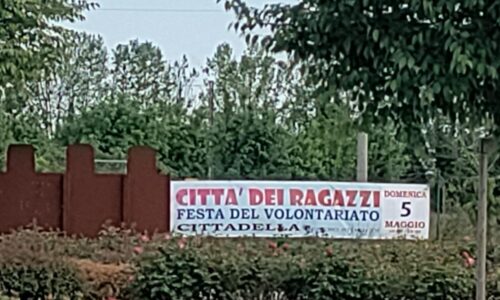 CITTA' DEI RAGAZZI
FESTA DEL VOLONTARIATO
CITTADELLA
DOMENICA
5
MAGGIO